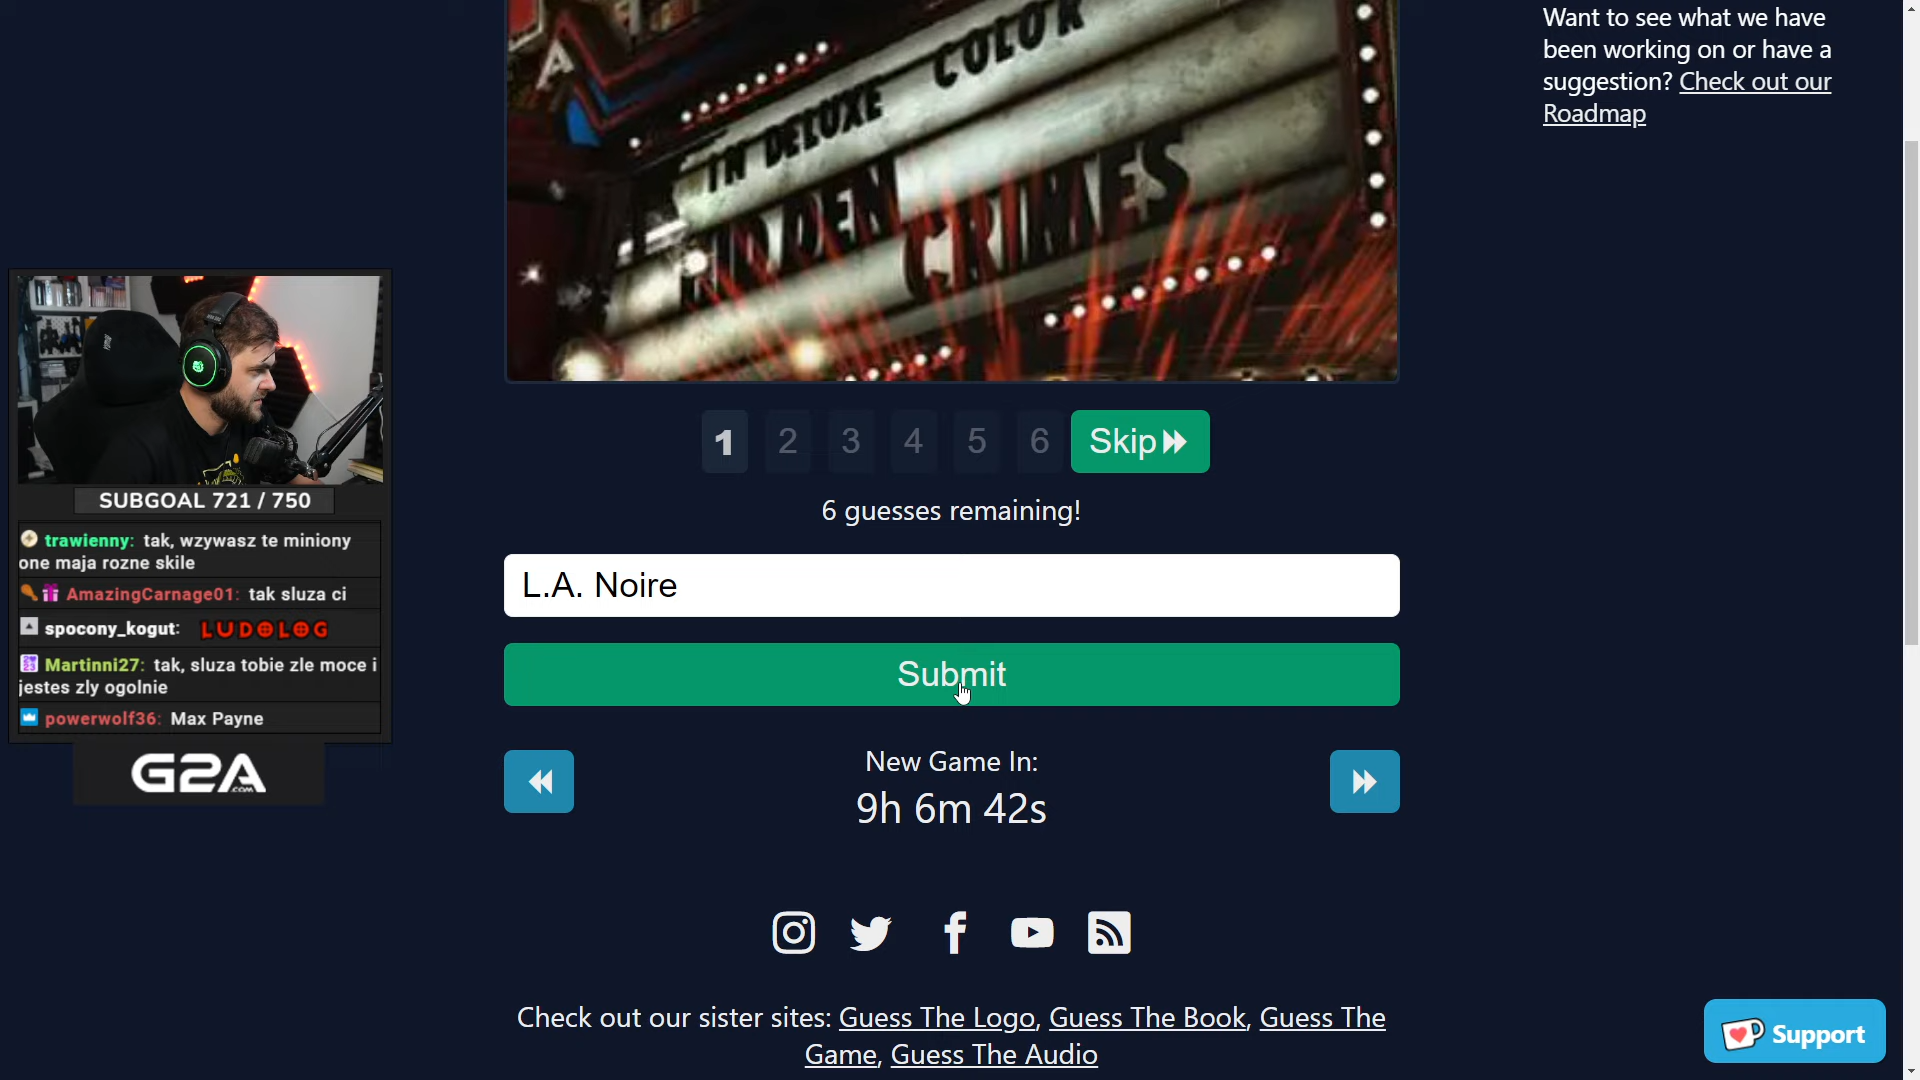 Want to see what we have
been working on or have a
suggestion? Check out our
Roadmap
A
IN DELUXE COLOR
HIDDEN CRIMES
1 2 3 4 5 6 Skip
6 guesses remaining!
L.A. Noire
Submit
New Game In:
9h 6m 42s
SUBGOAL 721 / 750
trawienny: tak, wzywasz te miniony
one maja rozne skile
AmazingCarnage01: tak sluza ci
spocony_kogut: LUDOLOG
Martinni27: tak, sluza tobie zle moce i
jestes zly ogolnie
powerwolf36: Max Payne
G2A
.COM
Check out our sister sites: Guess The Logo, Guess The Book, Guess The
Game, Guess The Audio
Support